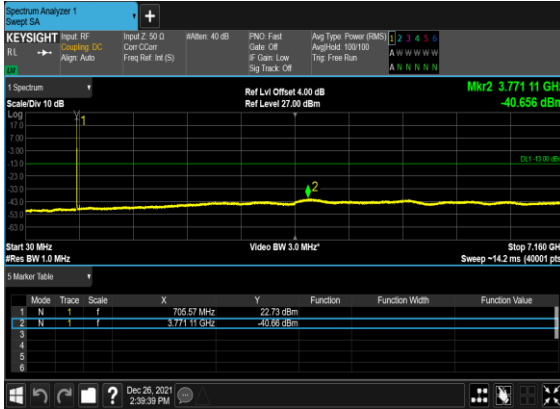 Spectrum Analyzer 1
Swept SA
+
KEYSIGHT
RL
Input: RF
Coupling: DC
Align: Auto
Input Z: 50 Ω
Corr CCorr
Freq Ref: Int (S)
#Atten: 40 dB
PNO: Fast
Gate: Off
IF Gain: Low
Sig Track: Off
Avg Type: Power (RMS)
Avg|Hold: 100/100
Trig: Free Run
1 2 3 4 5 6
A W W W W W
A N N N N N
1 Spectrum
Scale/Div 10 dB
Ref Lvl Offset 4.00 dB
Ref Level 27.00 dBm
Mkr2 3.771 11 GHz
-40.656 dBm
Log
17.0
7.00
-3.00
-13.0
-23.0
-33.0
-43.0
-53.0
-63.0
1
2
DL1 -13.00 dBm
Start 30 MHz
#Res BW 1.0 MHz
Video BW 3.0 MHz*
Stop 7.160 GHz
Sweep ~14.2 ms (40001 pts)
5 Marker Table
Mode Trace Scale X Y Function Function Width Function Value
1 N 1 f 705.57 MHz 22.73 dBm
2 N 1 f 3.771 11 GHz -40.66 dBm
3
4
5
6
?
Dec 26, 2021
2:39:39 PM